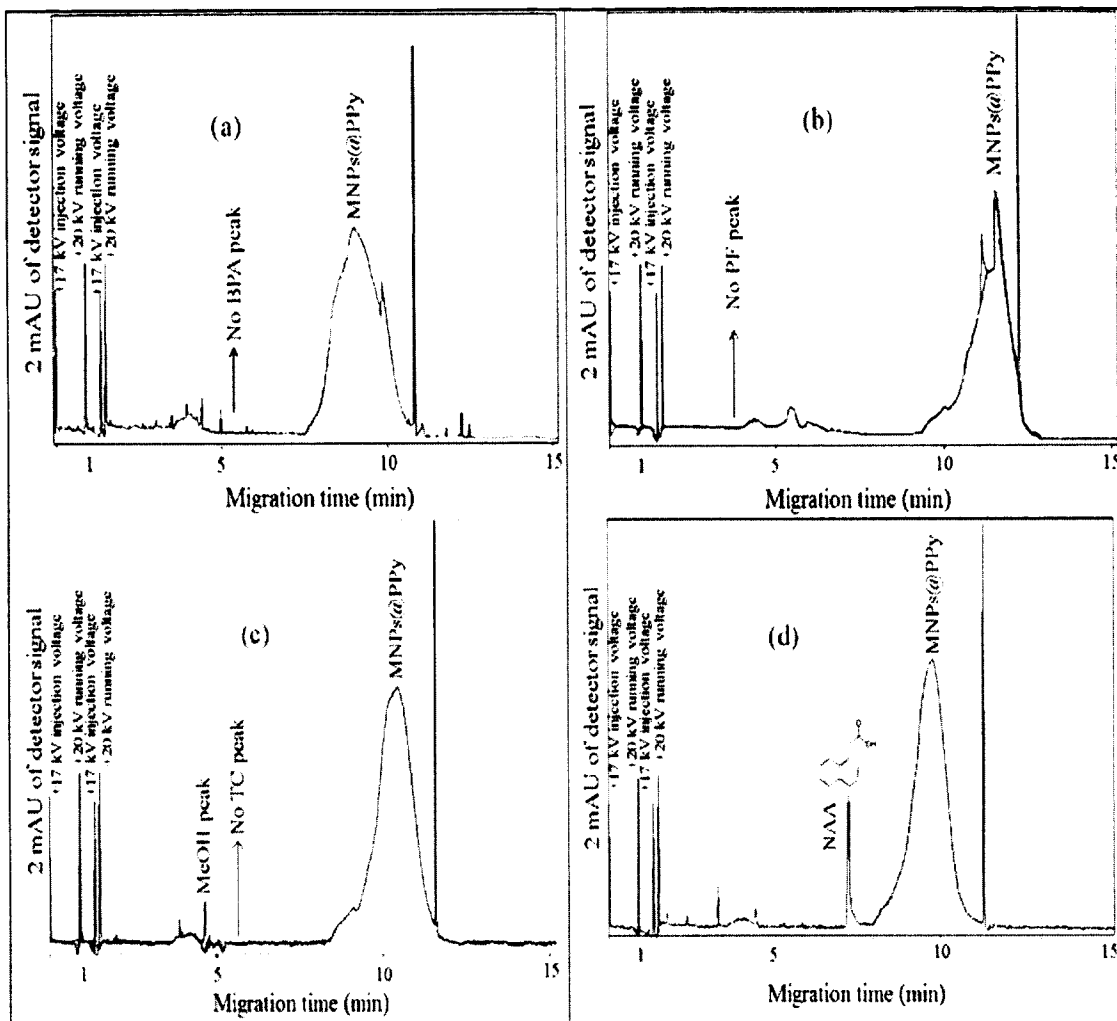 (a)
2 mAU of detector signal
+17 kV injection voltage
+20 kV running voltage
+17 kV injection voltage
+20 kV running voltage
No BPA peak
MNPs@PPy
1 5 10 15
Migration time (min)
(b)
2 mAU of detector signal
+17 kV injection voltage
+20 kV running voltage
+17 kV injection voltage
+20 kV running voltage
No PF peak
MNPs@PPy
1 5 10 15
Migration time (min)
(c)
2 mAU of detector signal
+17 kV injection voltage
+20 kV running voltage
+17 kV injection voltage
+20 kV running voltage
MeOH peak
No TC peak
MNPs@PPy
1 5 10 15
Migration time (min)
(d)
2 mAU of detector signal
+17 kV injection voltage
+20 kV running voltage
+17 kV injection voltage
+20 kV running voltage
NAA
O
MNPs@PPy
1 5 10 15
Migration time (min)